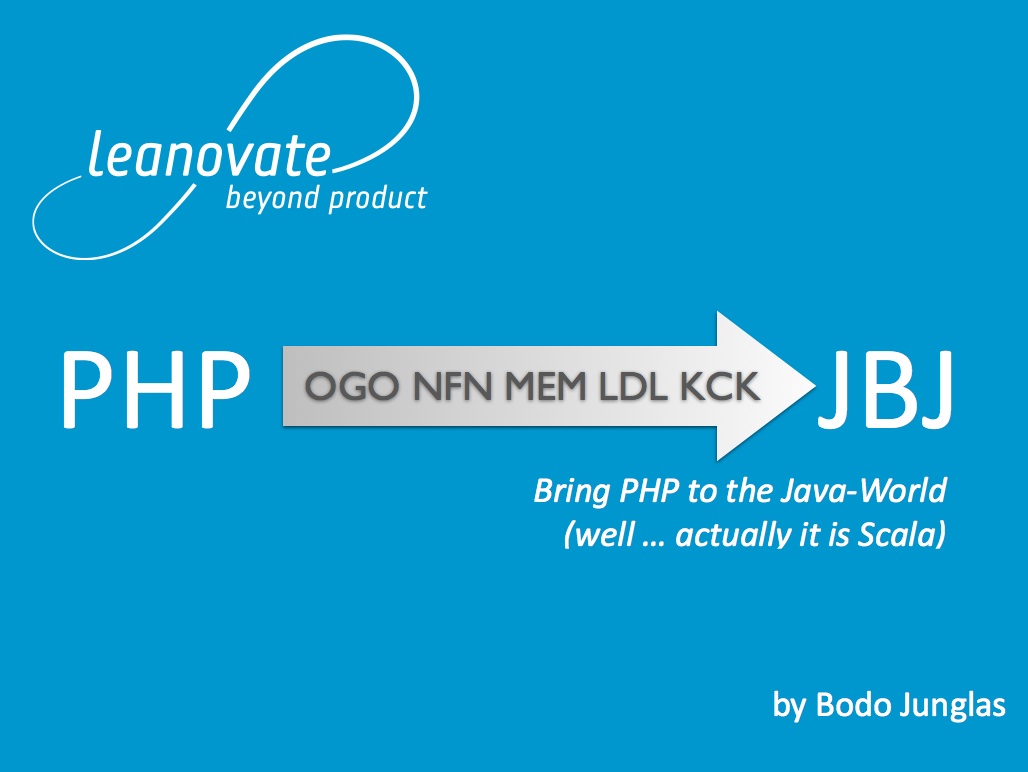 leanovate
beyond product
PHP OGO NFN MEM LDL KCK JBJ
Bring PHP to the Java-World
(well ... actually it is Scala)
by Bodo Junglas